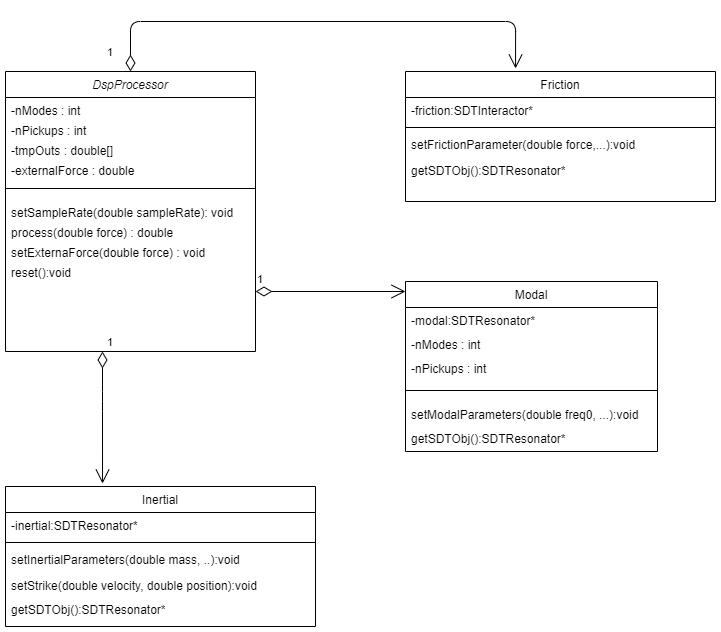 1
DspProcessor
-nModes : int
-nPickups : int
-tmpOuts : double[]
-externalForce : double
setSampleRate(double sampleRate): void
process(double force) : double
setExternaForce(double force) : void
reset():void
1
1
Friction
-friction:SDTInteractor*
setFrictionParameter(double force,...):void
getSDTObj():SDTResonator*
Modal
-modal:SDTResonator*
-nModes : int
-nPickups : int
setModalParameters(double freq0, ...):void
getSDTObj():SDTResonator*
Inertial
-inertial:SDTResonator*
setInertialParameters(double mass, ..):void
setStrike(double velocity, double position):void
getSDTObj():SDTResonator*